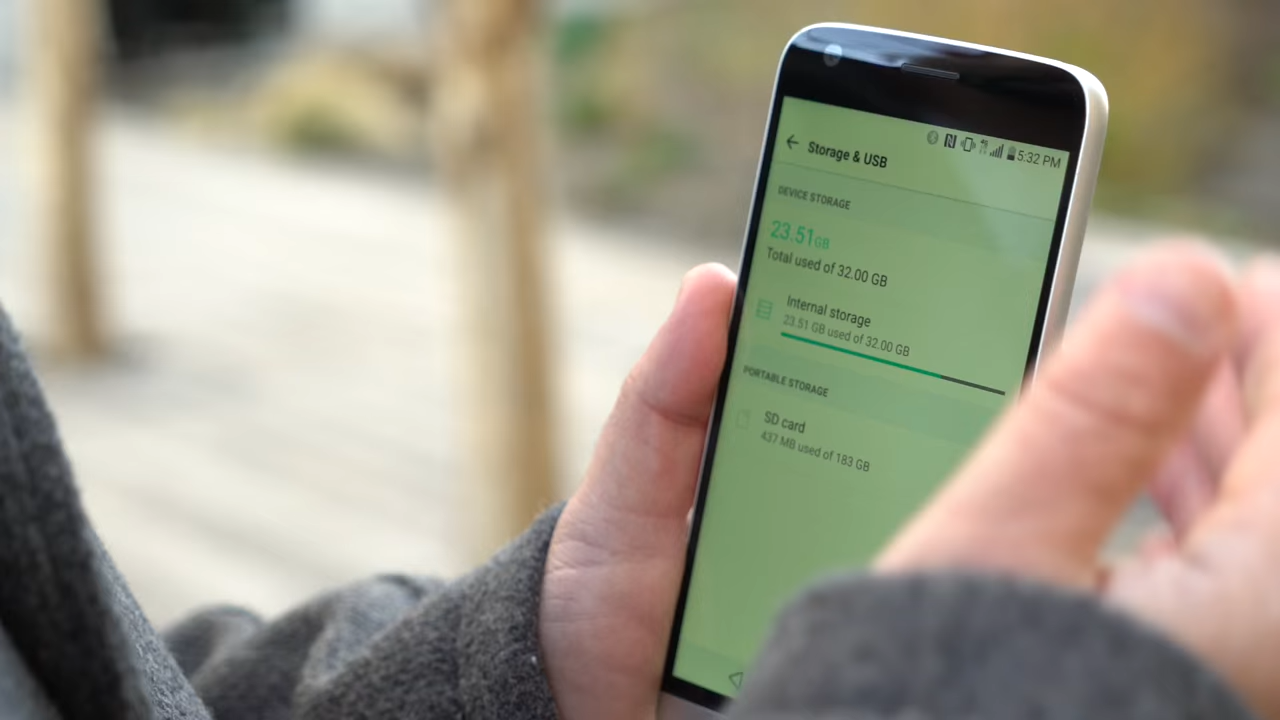 5:32 PM
Storage & USB
DEVICE STORAGE
23.51GB
Total used of 32.00 GB
Internal storage
23.51 GB used of 32.00 GB
PORTABLE STORAGE
SD card
437 MB used of 183 GB